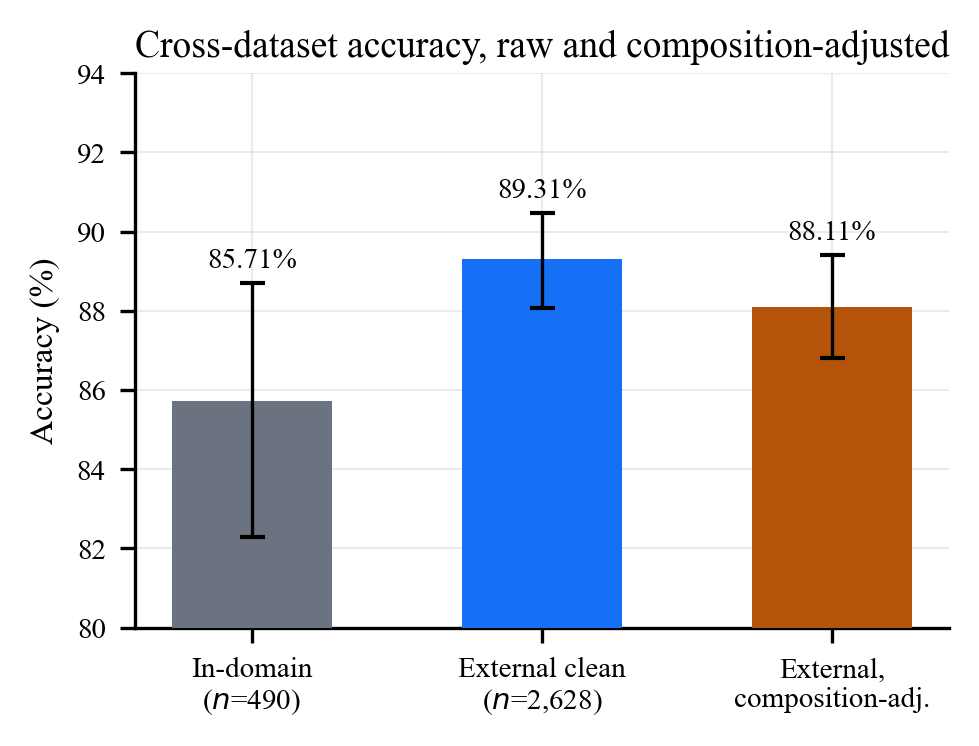 Cross-dataset accuracy, raw and composition-adjusted
Accuracy (%)
94
92
90
88
86
84
82
80
85.71%
89.31%
88.11%
In-domain
(n=490)
External clean
(n=2,628)
External,
composition-adj.